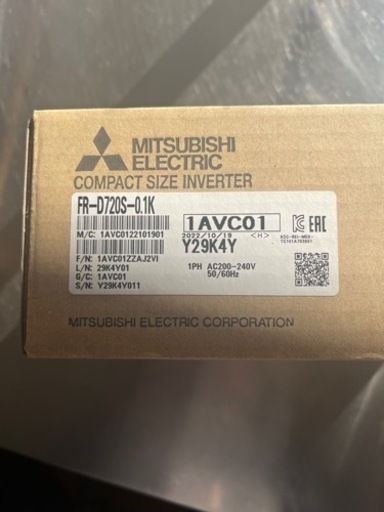 MITSUBISHI
ELECTRIC
COMPACT SIZE INVERTER
FR-D720S-0.1K
M/C: 1AVC0122101901
1AVC01
2022/10/19 <H>
Y29K4Y
F/N: 1AVC01ZZAJ2VI
L/N: 29K4Y01
G/C: 1AVC01
S/N: Y29K4Y011
1PH AC200-240V
50/60Hz
EAC
MITSUBISHI ELECTRIC CORPORATION